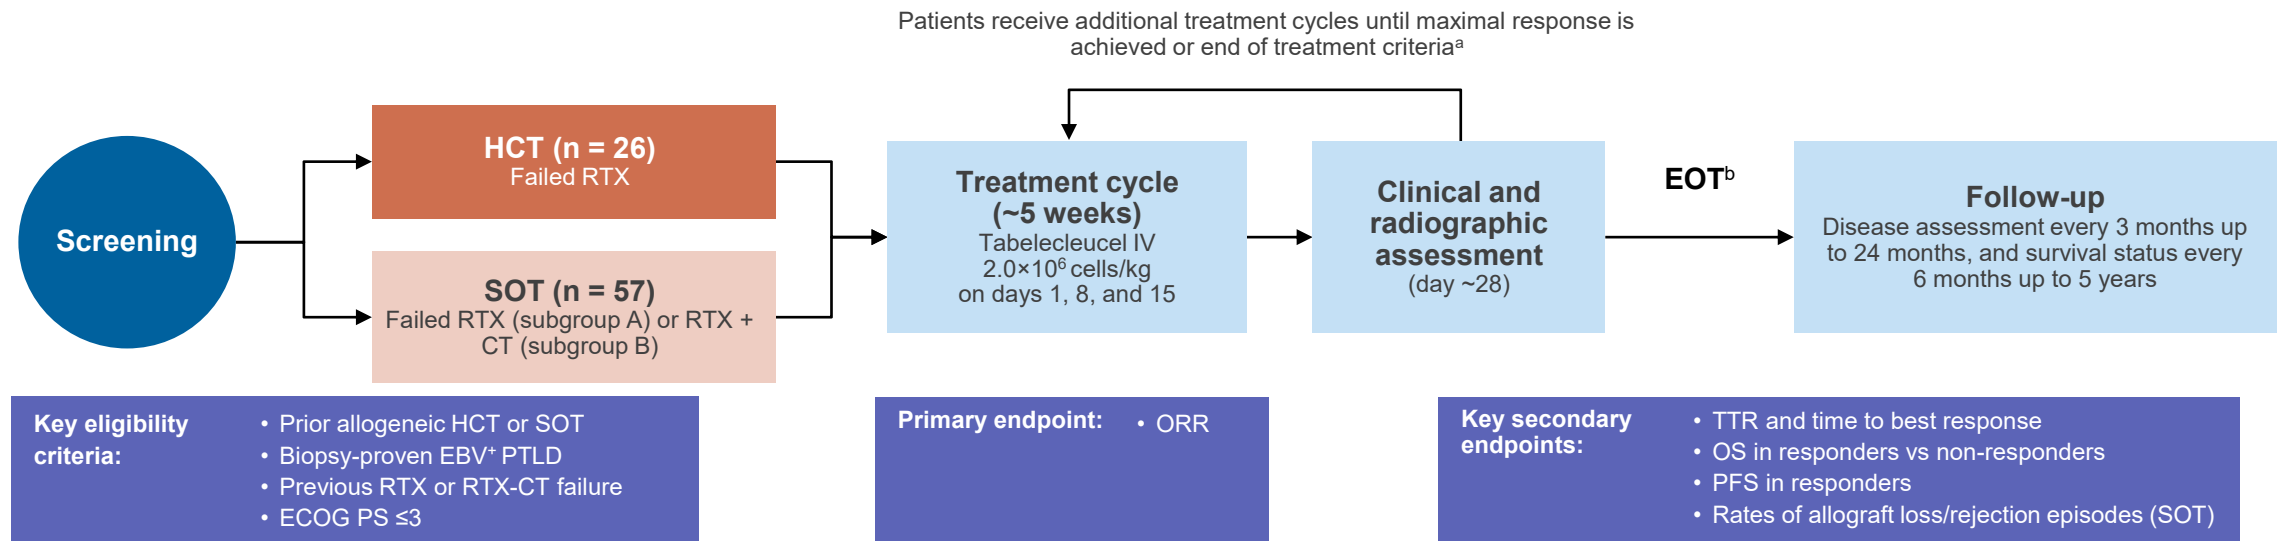 Patients receive additional treatment cycles until maximal response is
achieved or end of treatment criteriaᵃ
Screening
HCT (n = 26)
Failed RTX
SOT (n = 57)
Failed RTX (subgroup A) or RTX +
CT (subgroup B)
Treatment cycle
(~5 weeks)
Tabelecleucel IV
2.0×10⁶ cells/kg
on days 1, 8, and 15
Clinical and
radiographic
assessment
(day ~28)
EOTᵇ
Follow-up
Disease assessment every 3 months up
to 24 months, and survival status every
6 months up to 5 years
Key eligibility
criteria:
• Prior allogeneic HCT or SOT
• Biopsy-proven EBV⁺ PTLD
• Previous RTX or RTX-CT failure
• ECOG PS ≤3
Primary endpoint:
• ORR
Key secondary
endpoints:
• TTR and time to best response
• OS in responders vs non-responders
• PFS in responders
• Rates of allograft loss/rejection episodes (SOT)